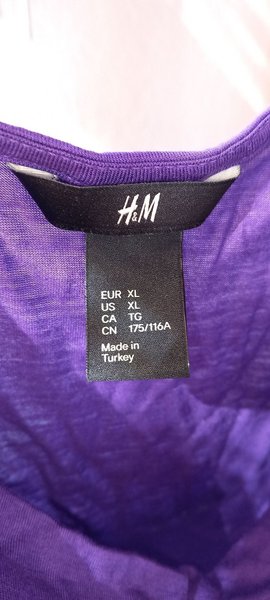 H&M
EUR XL
US XL
CA TG
CN 175/116A
Made in
Turkey